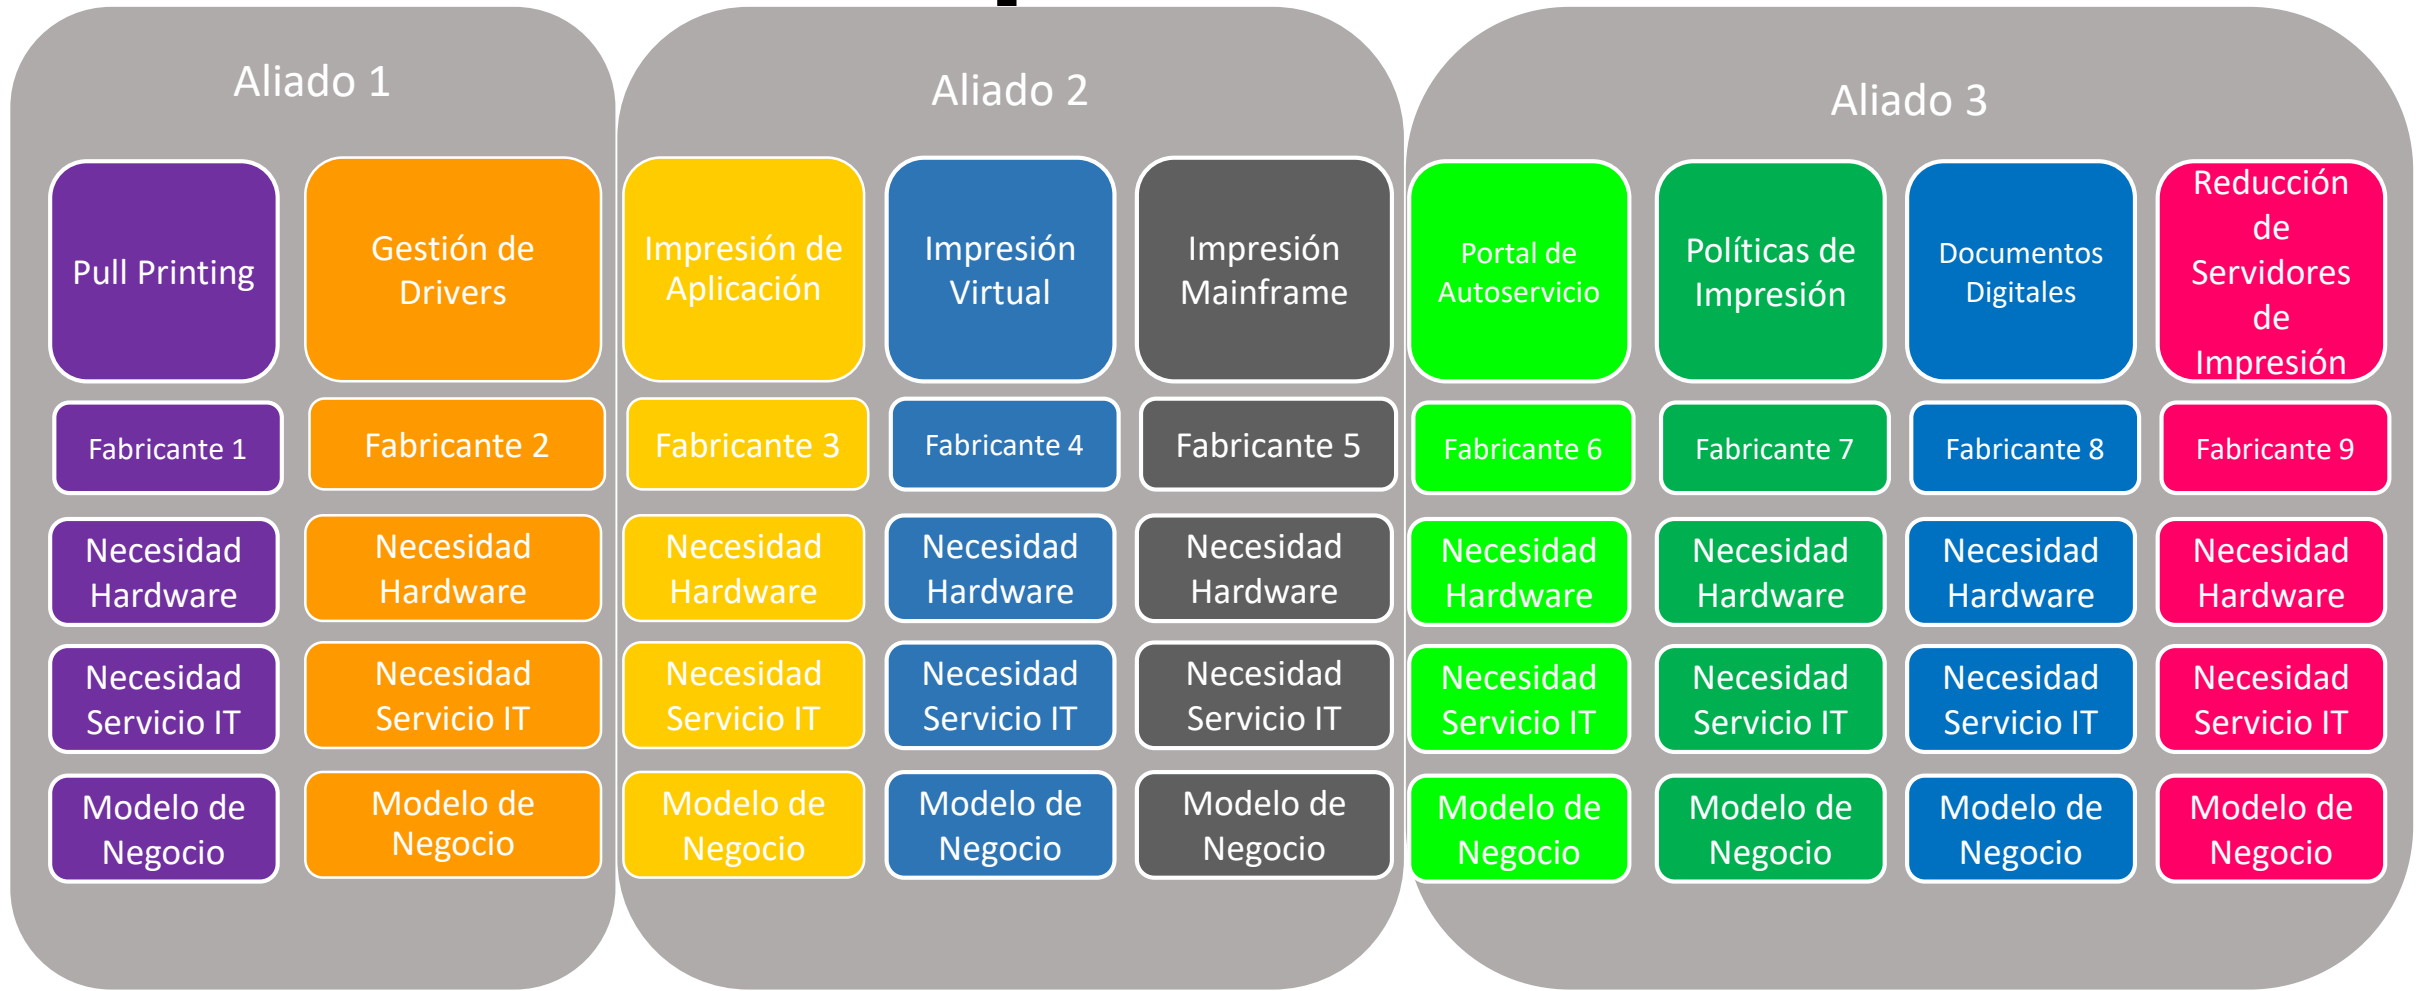 Aliado 1
Aliado 2
Aliado 3
Pull Printing
Gestión de
Drivers
Impresión de
Aplicación
Impresión
Virtual
Impresión
Mainframe
Portal de
Autoservicio
Políticas de
Impresión
Documentos
Digitales
Reducción
de
Servidores
de
Impresión
Fabricante 1
Fabricante 2
Fabricante 3
Fabricante 4
Fabricante 5
Fabricante 6
Fabricante 7
Fabricante 8
Fabricante 9
Necesidad
Hardware
Necesidad
Hardware
Necesidad
Hardware
Necesidad
Hardware
Necesidad
Hardware
Necesidad
Hardware
Necesidad
Hardware
Necesidad
Hardware
Necesidad
Hardware
Necesidad
Servicio IT
Necesidad
Servicio IT
Necesidad
Servicio IT
Necesidad
Servicio IT
Necesidad
Servicio IT
Necesidad
Servicio IT
Necesidad
Servicio IT
Necesidad
Servicio IT
Necesidad
Servicio IT
Modelo de
Negocio
Modelo de
Negocio
Modelo de
Negocio
Modelo de
Negocio
Modelo de
Negocio
Modelo de
Negocio
Modelo de
Negocio
Modelo de
Negocio
Modelo de
Negocio